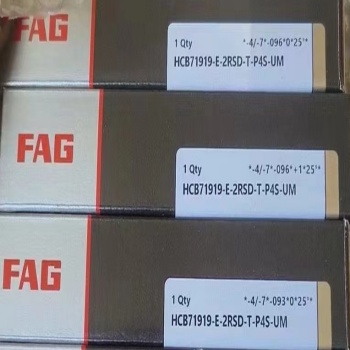 FAG
1 Qty *-4/-7*-096*0*25'*
HCB71919-E-2RSD-T-P4S-UM
FAG
1 Qty *-4/-7*-096*+1*25'*
HCB71919-E-2RSD-T-P4S-UM
FAG
1 Qty *-4/-7*-093*0*25'*
HCB71919-E-2RSD-T-P4S-UM